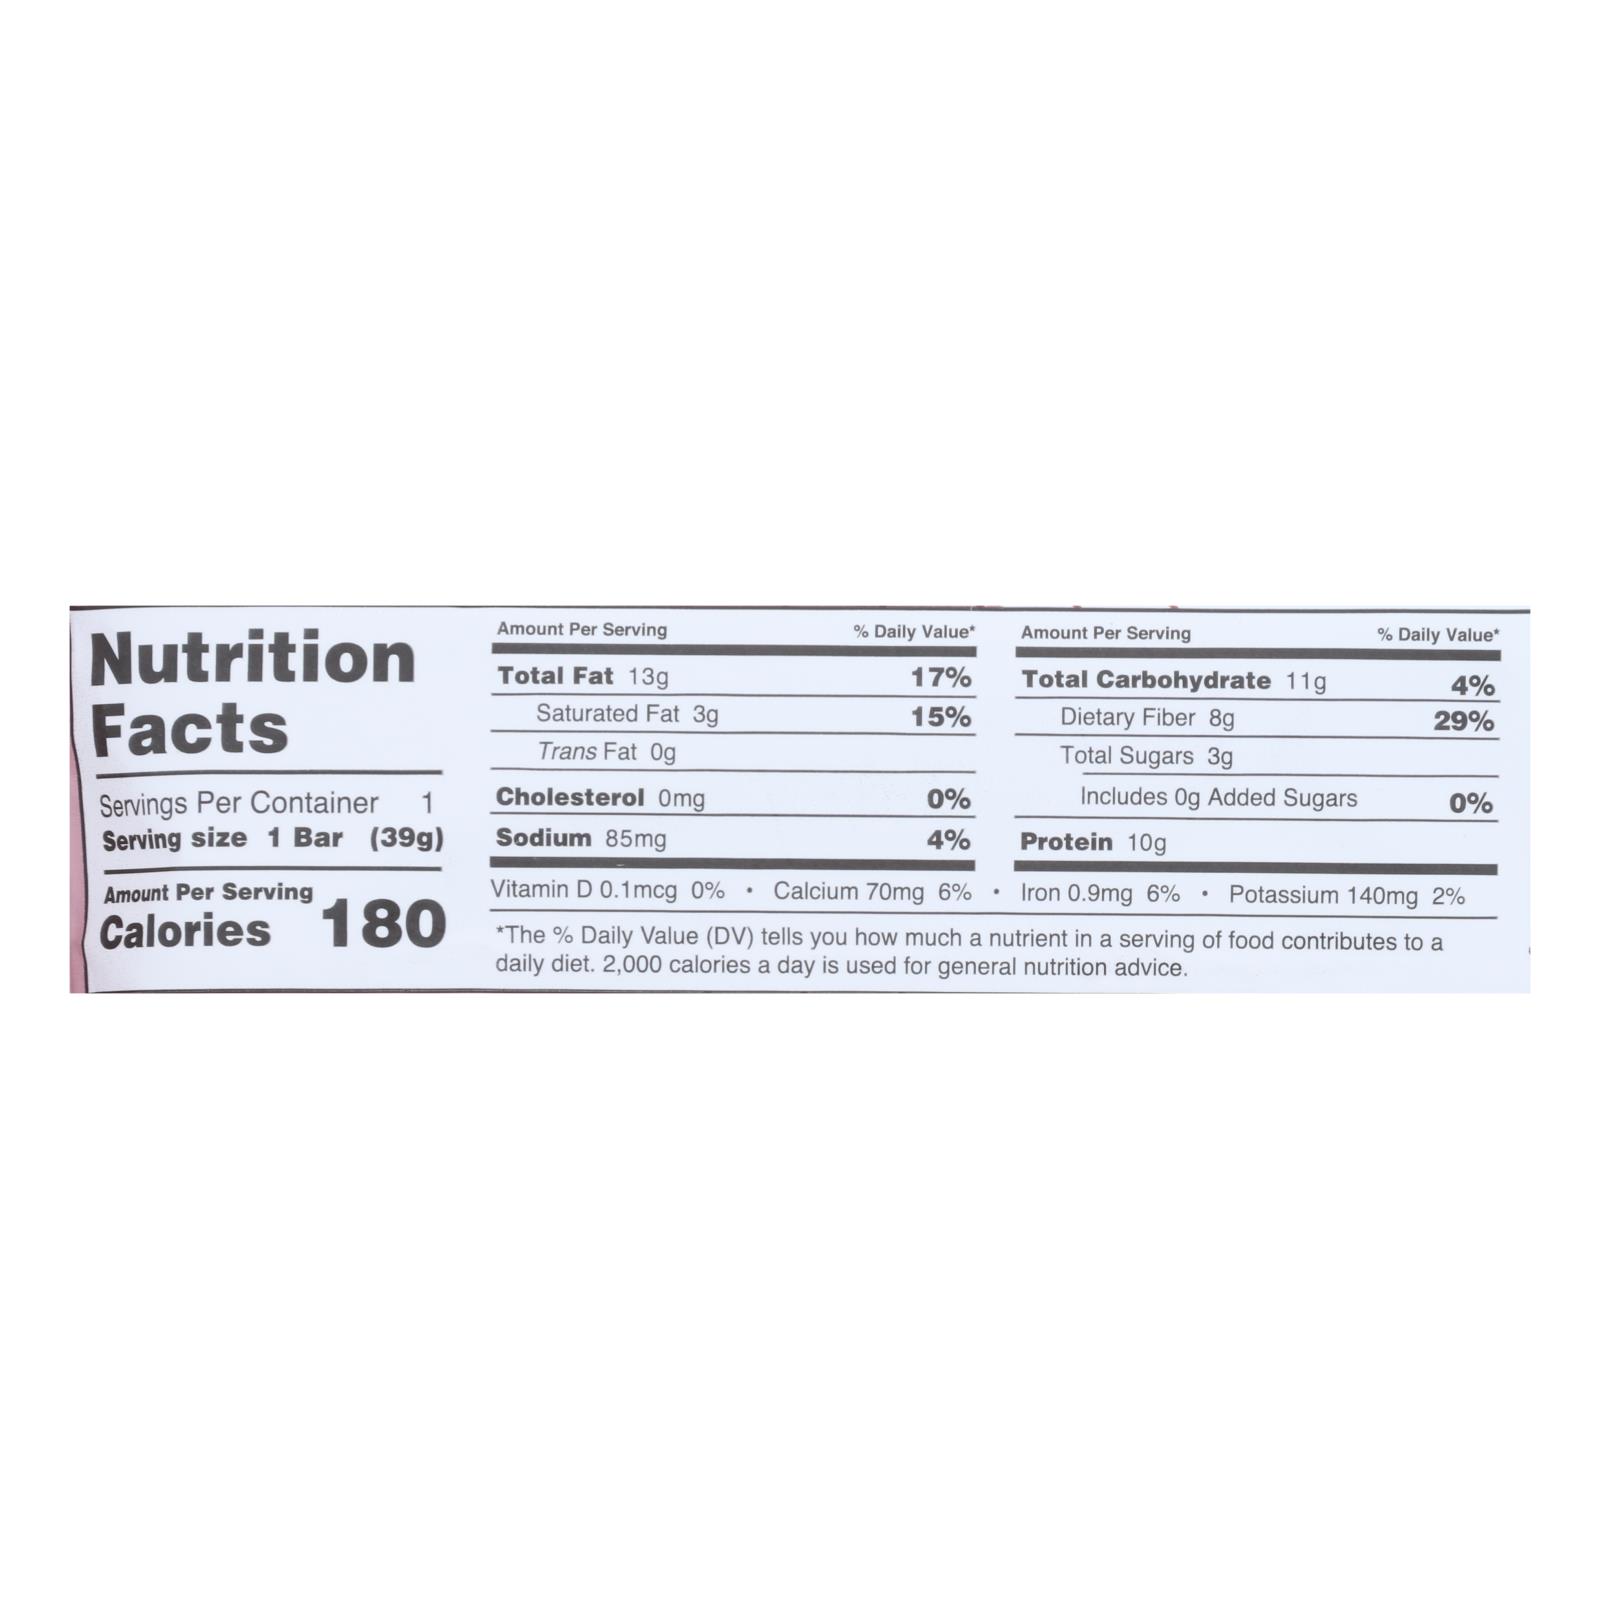 Nutrition
Facts
Servings Per Container 1
Serving size 1 Bar (39g)
Amount Per Serving
Calories 180
Amount Per Serving % Daily Value*
Total Fat 13g 17%
Saturated Fat 3g 15%
Trans Fat 0g
Cholesterol 0mg 0%
Sodium 85mg 4%
Amount Per Serving % Daily Value*
Total Carbohydrate 11g 4%
Dietary Fiber 8g 29%
Total Sugars 3g
Includes 0g Added Sugars 0%
Protein 10g
Vitamin D 0.1mcg 0% • Calcium 70mg 6% • Iron 0.9mg 6% • Potassium 140mg 2%
*The % Daily Value (DV) tells you how much a nutrient in a serving of food contributes to a
daily diet. 2,000 calories a day is used for general nutrition advice.